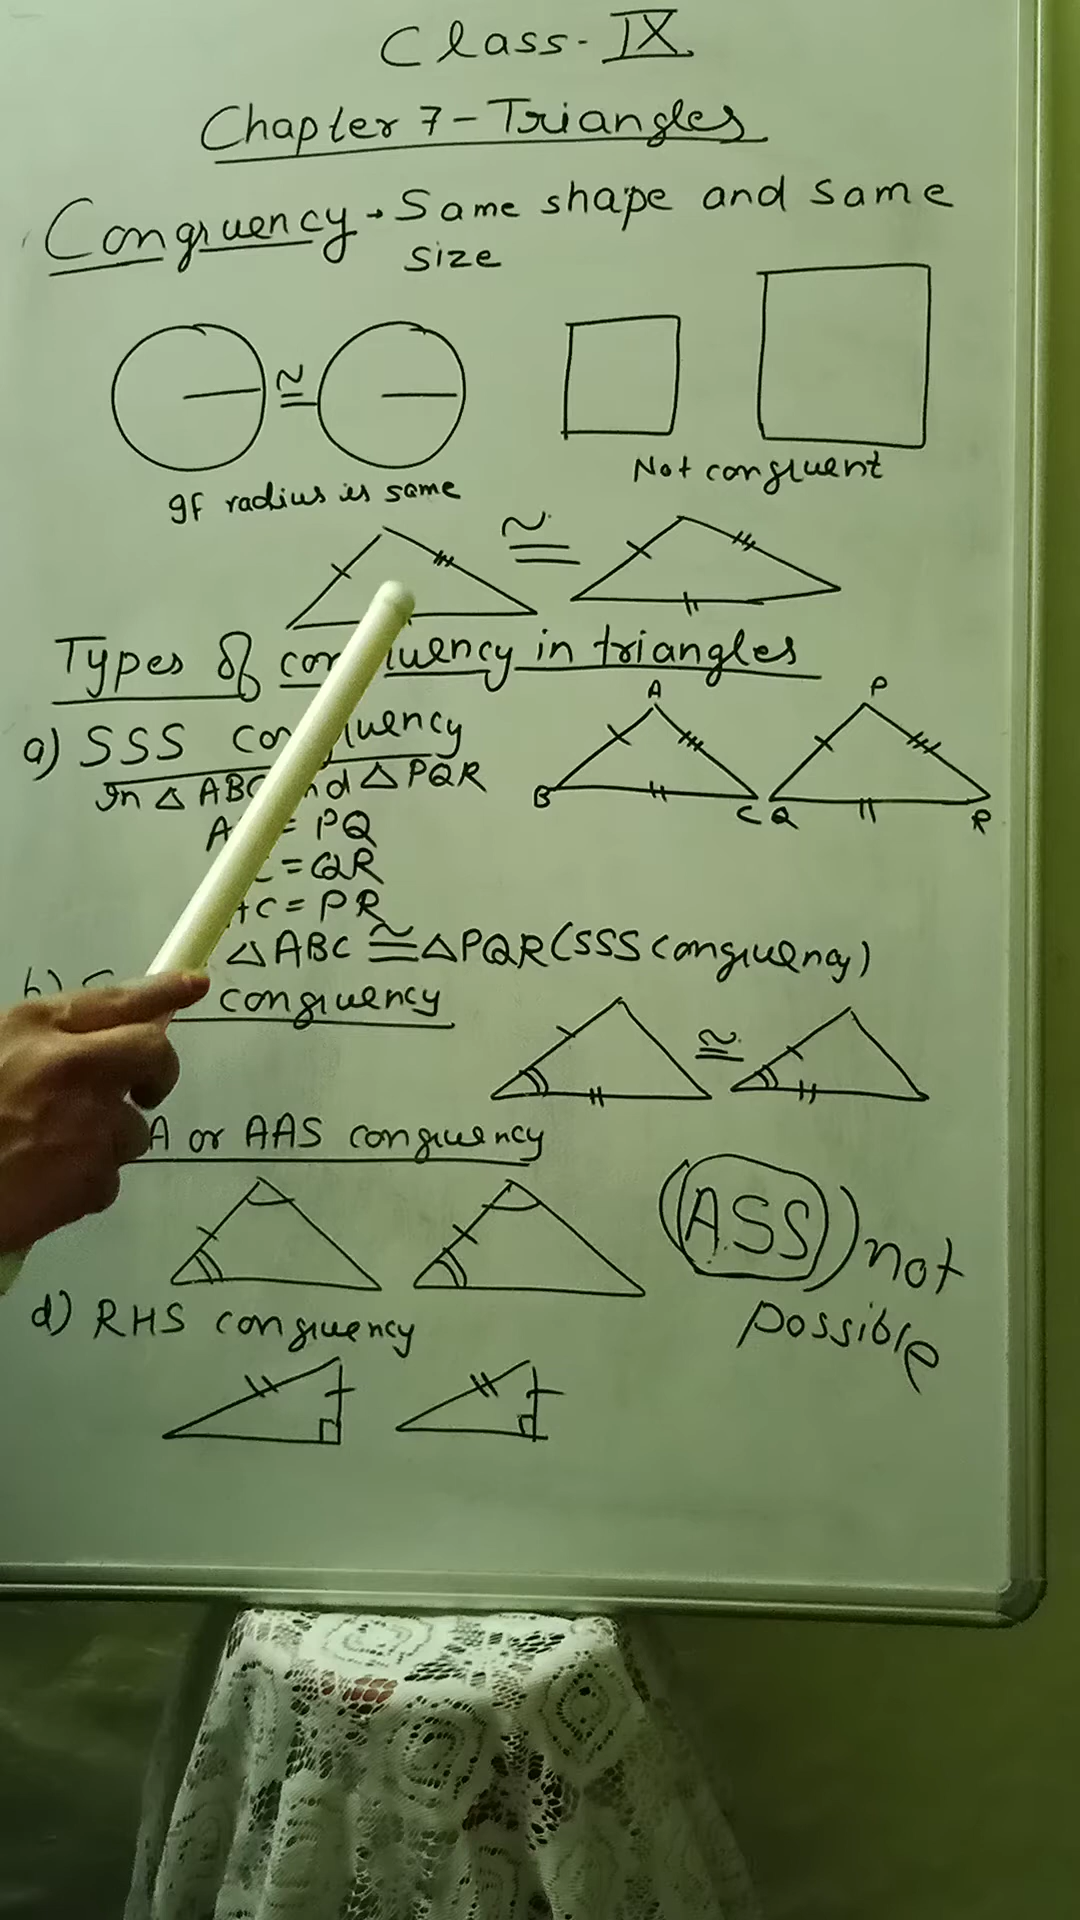 Class-IX
Chapter 7-Triangles
Congruency → Same shape and same
size
≅
If radius is same
Not congruent
≅
Types of congruency in triangles
a) SSS congruency
In △ ABC and △ PQR
A = PQ
C = QR
AC = PR
△ABC ≅ △PQR (SSS congruency)
A
B
C
P
Q
R
b) congruency
≅
A or AAS congruency
(ASS) not
possible
d) RHS congruency